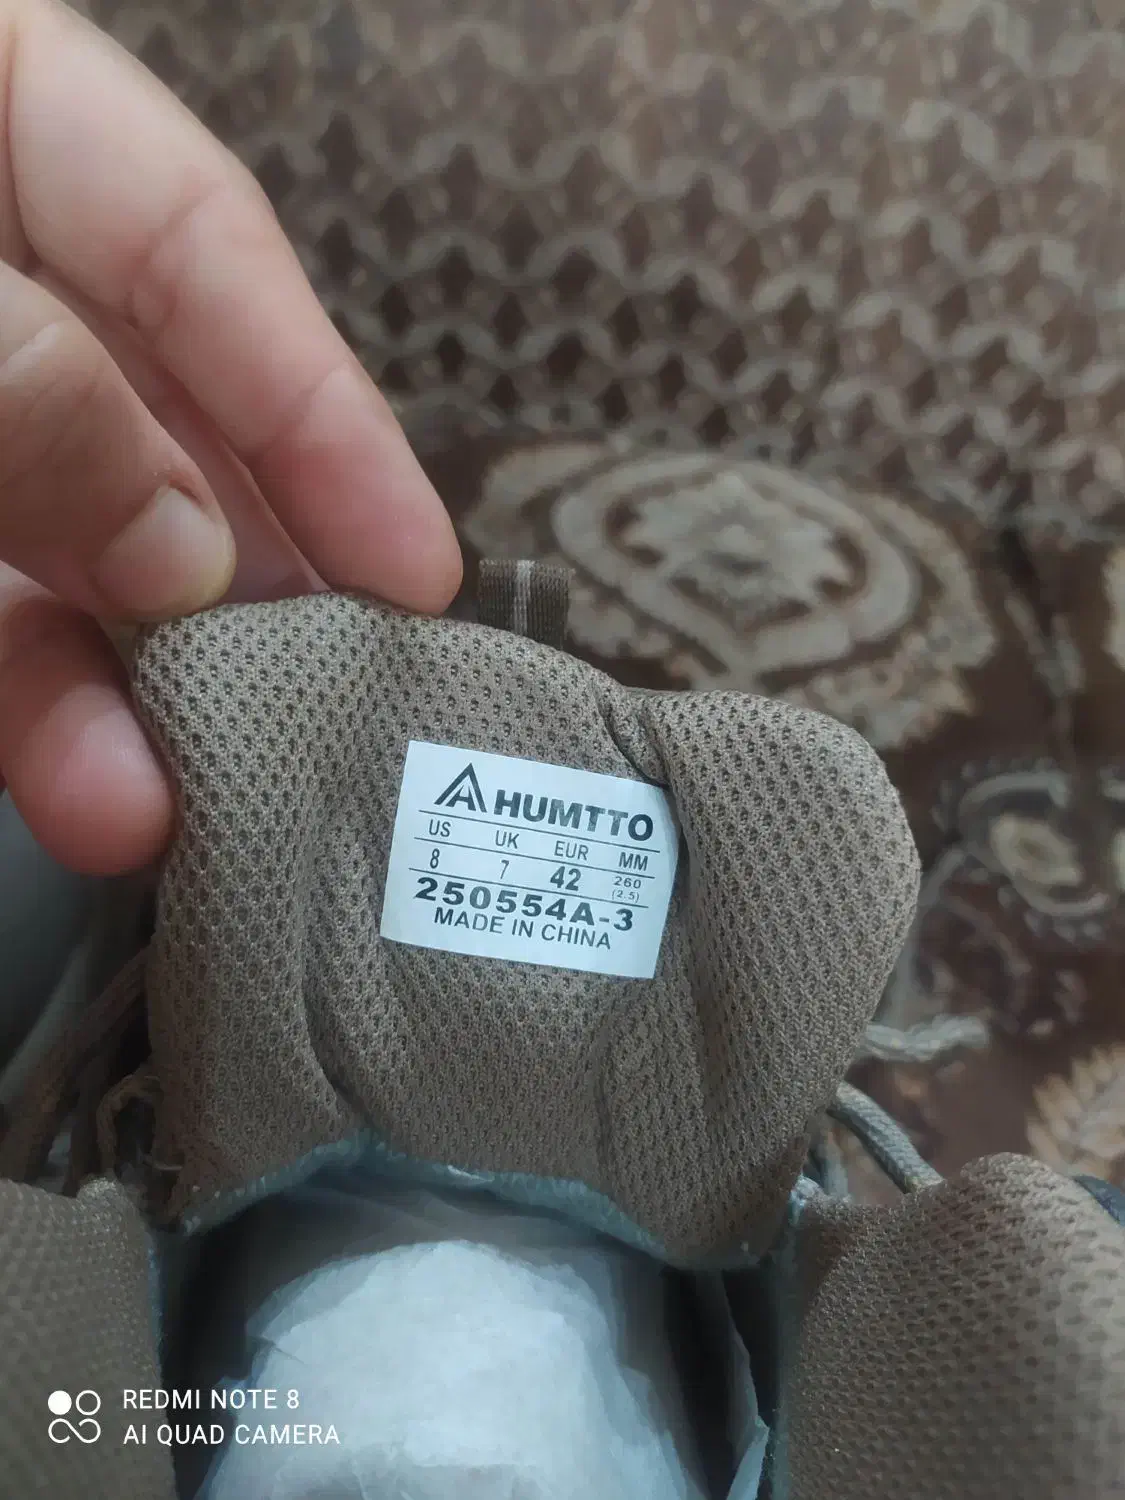 HUMTTO
US UK EUR MM
8 7 42 260 (2.5)
250554A-3
MADE IN CHINA
REDMI NOTE 8
AI QUAD CAMERA